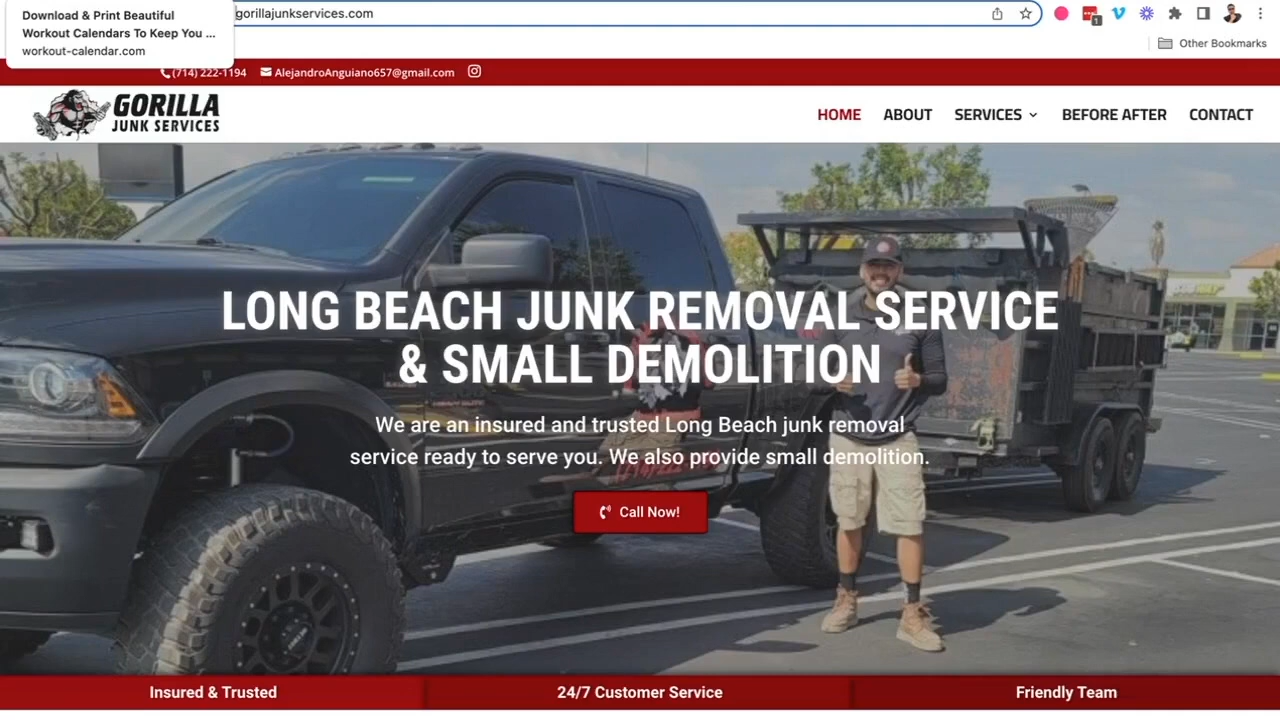 Download & Print Beautiful
Workout Calendars To Keep You ...
workout-calendar.com
gorillajunkservices.com
1
Other Bookmarks
(714) 222-1194
AlejandroAnguiano657@gmail.com
GORILLA
JUNK SERVICES
HOME
ABOUT
SERVICES
BEFORE AFTER
CONTACT
LONG BEACH JUNK REMOVAL SERVICE
& SMALL DEMOLITION
We are an insured and trusted Long Beach junk removal
service ready to serve you. We also provide small demolition.
Call Now!
Insured & Trusted
24/7 Customer Service
Friendly Team